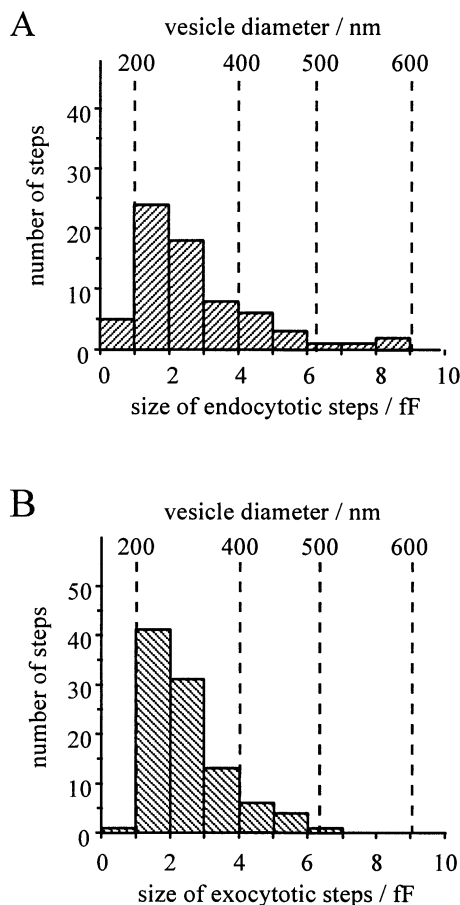 A
vesicle diameter / nm
200 400 500 600
40
30
20
10
0
number of steps
0 2 4 6 8 10
size of endocytotic steps / fF
B
vesicle diameter / nm
200 400 500 600
50
40
30
20
10
0
number of steps
0 2 4 6 8 10
size of exocytotic steps / fF